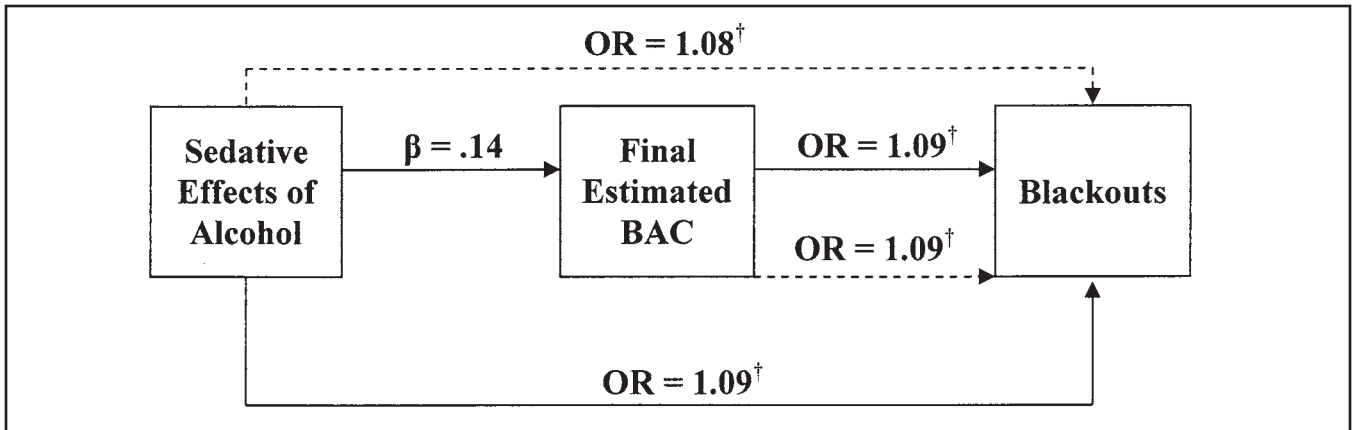 OR = 1.08†
Sedative
Effects of
Alcohol
β = .14
Final
Estimated
BAC
OR = 1.09†
OR = 1.09†
Blackouts
OR = 1.09†